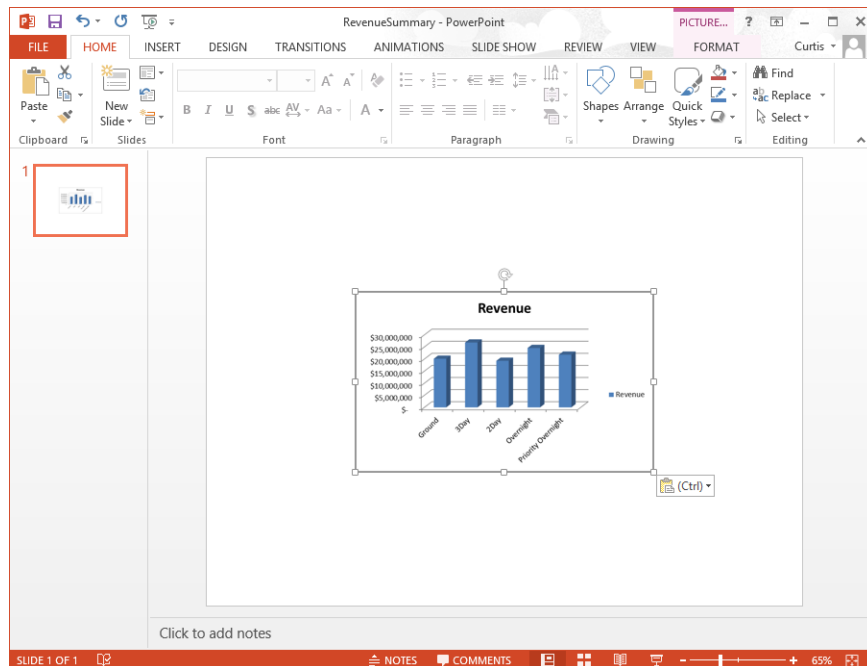 RevenueSummary - PowerPoint
PICTURE... ?
FILE HOME INSERT DESIGN TRANSITIONS ANIMATIONS SLIDE SHOW REVIEW VIEW FORMAT Curtis
Paste
New
Slide
B I U S abc AV Aa A
Shapes Arrange Quick
Styles
Find
Replace
Select
Clipboard Slides Font Paragraph Drawing Editing
1
Revenue
$30,000,000
$25,000,000
$20,000,000
$15,000,000
$10,000,000
$5,000,000
$-
Ground 3Day 2Day Overnight Priority Overnight
Revenue
(Ctrl)
Click to add notes
SLIDE 1 OF 1 NOTES COMMENTS 65%